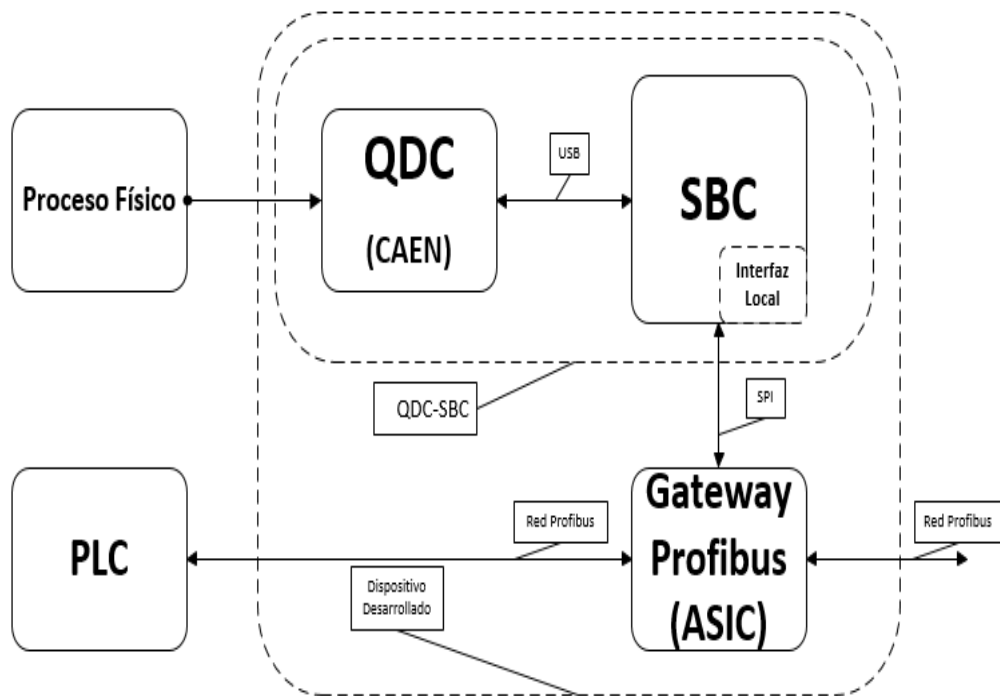 Proceso Físico
QDC
(CAEN)
USB
SBC
Interfaz
Local
QDC-SBC
SPI
PLC
Red Profibus
Dispositivo
Desarrollado
Gateway
Profibus
(ASIC)
Red Profibus